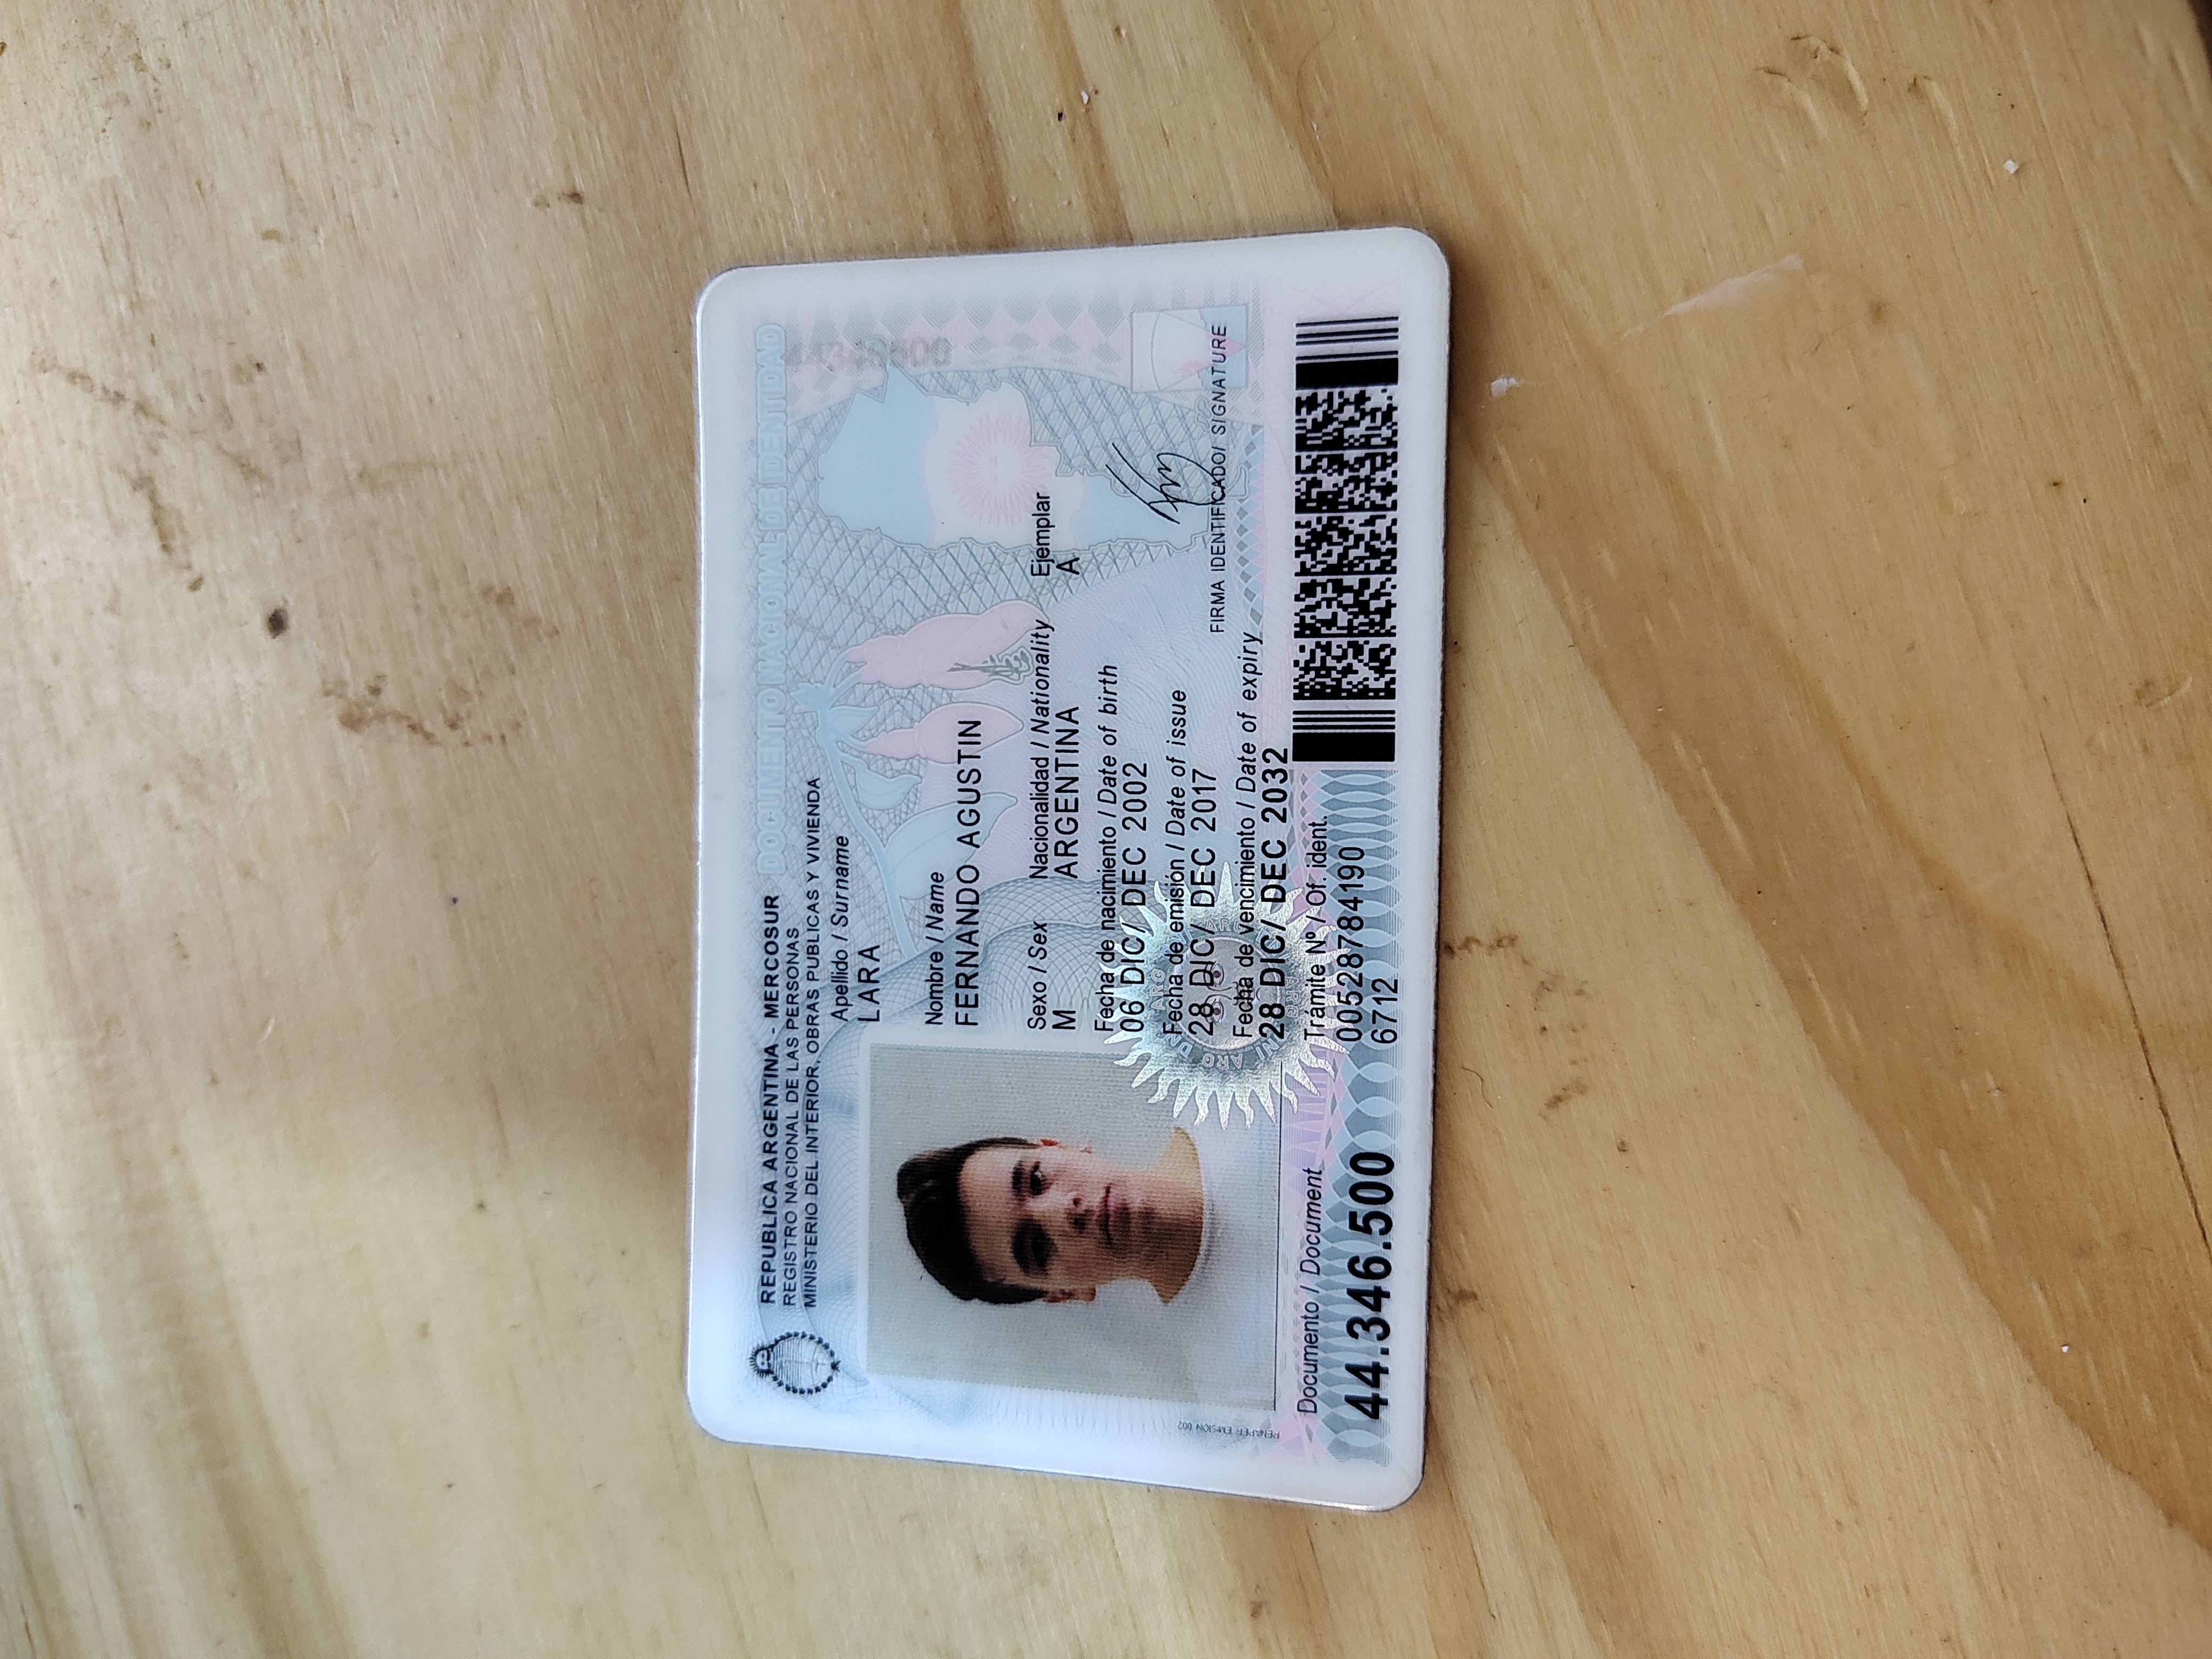 REPUBLICA ARGENTINA - MERCOSUR DOCUMENTO NACIONAL DE IDENTIDAD
REGISTRO NACIONAL DE LAS PERSONAS
MINISTERIO DEL INTERIOR, OBRAS PUBLICAS Y VIVIENDA
Apellido / Surname
LARA
Nombre / Name
FERNANDO AGUSTIN
Sexo / Sex Nacionalidad / Nationality Ejemplar
M ARGENTINA A
Fecha de nacimiento / Date of birth
06 DIC/ DEC 2002
Fecha de emisión / Date of issue
28 DIC/ DEC 2017
FIRMA IDENTIFICADO/ SIGNATURE
Fecha de vencimiento / Date of expiry
28 DIC/ DEC 2032
Documento / Document
44.346.500
Trámite Nº / Of. ident.
00528784190
6712